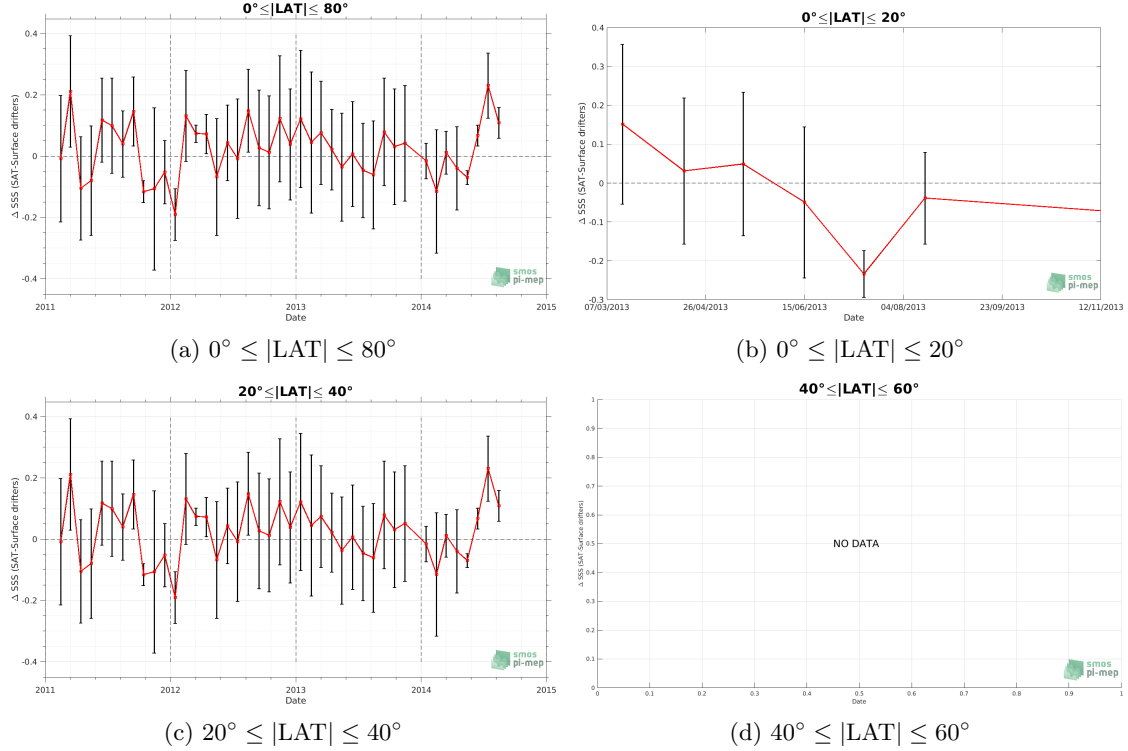 0°≤|LAT|≤ 80°
Δ SSS (SAT-Surface drifters)
0.4
0.2
0
-0.2
-0.4
2011 2012 2013 2014 2015
Date
smos
pi-mep
(a) 0° ≤ |LAT| ≤ 80°
0°≤|LAT|≤ 20°
Δ SSS (SAT-Surface drifters)
0.4
0.3
0.2
0.1
0
-0.1
-0.2
-0.3
07/03/2013 26/04/2013 15/06/2013 04/08/2013 23/09/2013 12/11/2013
Date
smos
pi-mep
(b) 0° ≤ |LAT| ≤ 20°
20°≤|LAT|≤ 40°
Δ SSS (SAT-Surface drifters)
0.4
0.2
0
-0.2
-0.4
2011 2012 2013 2014 2015
Date
smos
pi-mep
(c) 20° ≤ |LAT| ≤ 40°
40°≤|LAT|≤ 60°
Δ SSS (SAT-Surface drifters)
1
0.9
0.8
0.7
0.6
0.5
0.4
0.3
0.2
0.1
0
NO DATA
0 0.1 0.2 0.3 0.4 0.5 0.6 0.7 0.8 0.9 1
Date
smos
pi-mep
(d) 40° ≤ |LAT| ≤ 60°